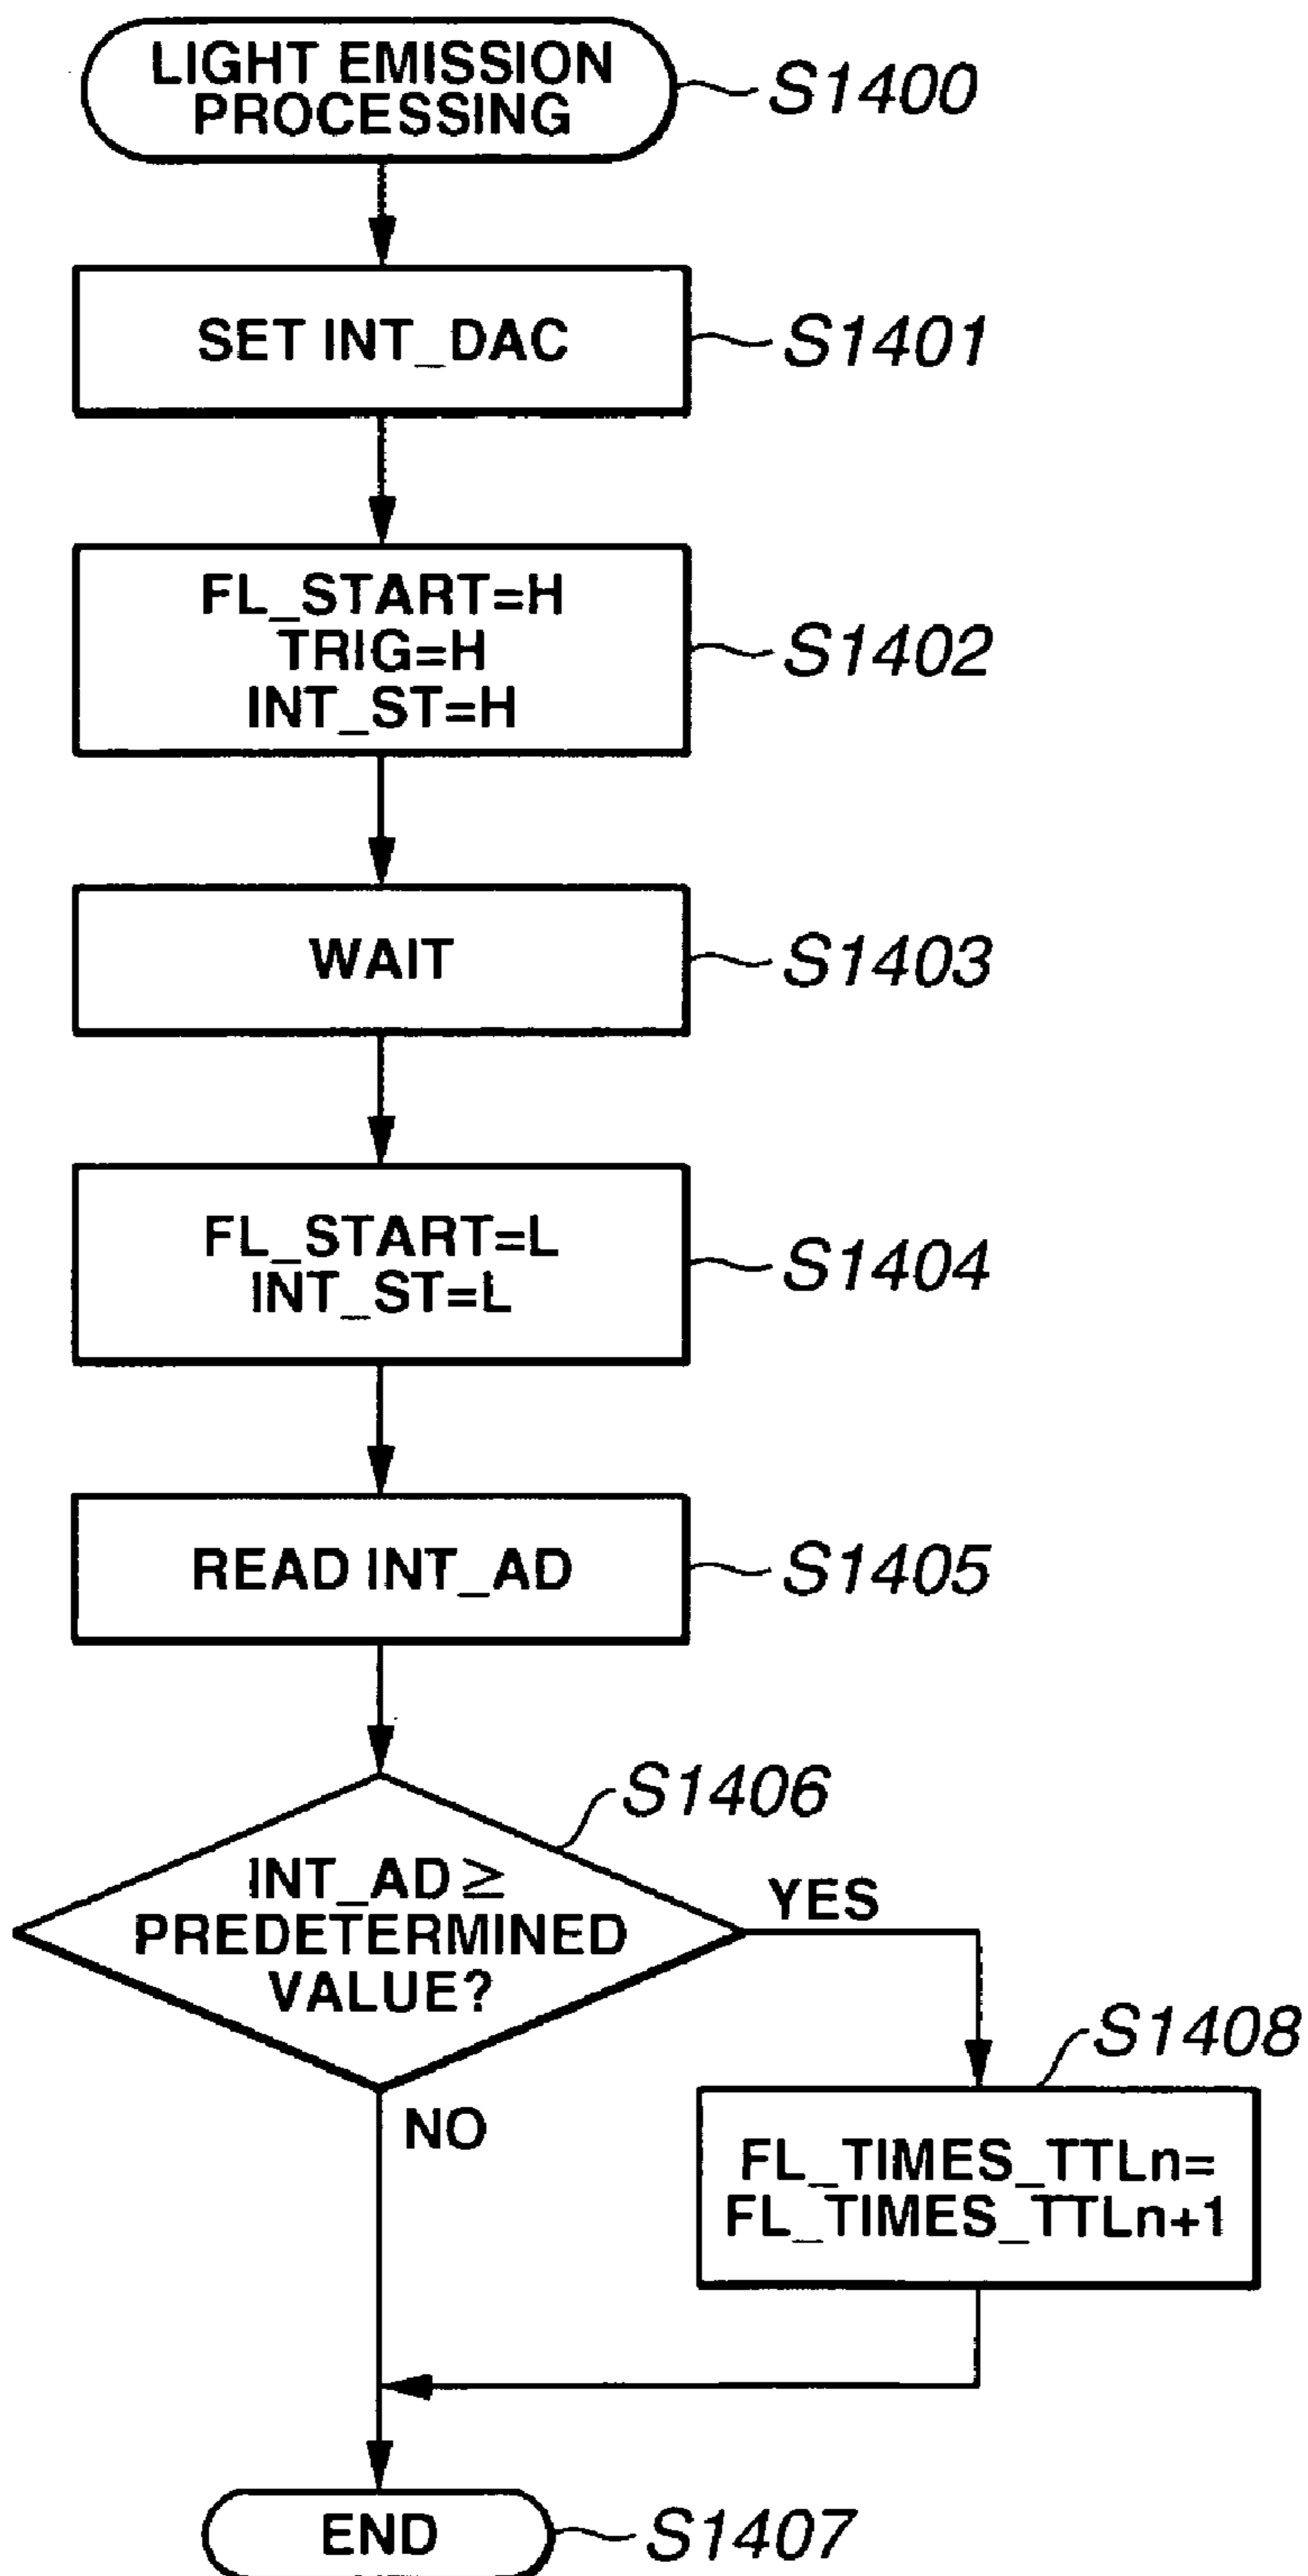 LIGHT EMISSION
PROCESSING
S1400
SET INT_DAC
S1401
FL_START=H
TRIG=H
INT_ST=H
S1402
WAIT
S1403
FL_START=L
INT_ST=L
S1404
READ INT_AD
S1405
S1406
INT_AD ≥
PREDETERMINED
VALUE?
YES
NO
S1408
FL_TIMES_TTLn=
FL_TIMES_TTLn+1
END
S1407